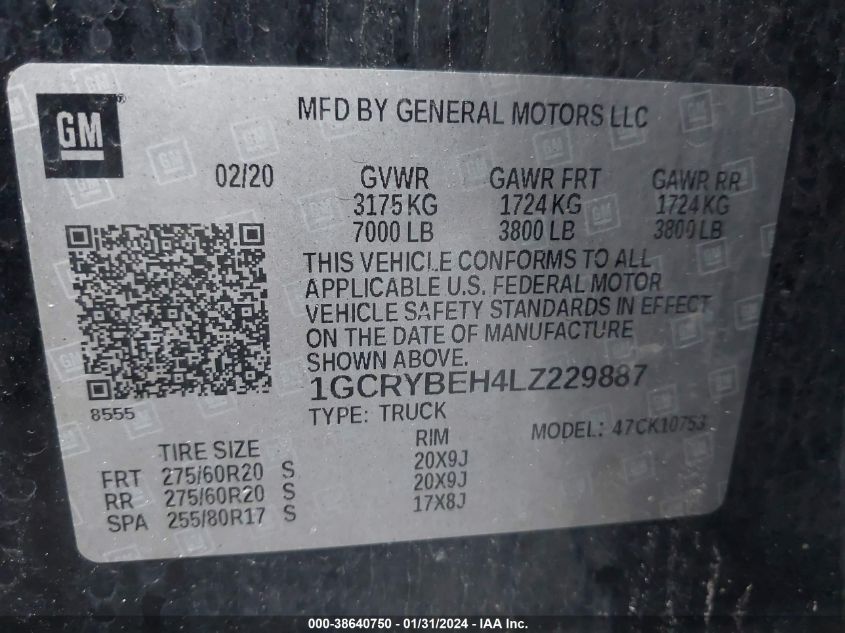 GM
MFD BY GENERAL MOTORS LLC
02/20 GVWR GAWR FRT GAWR RR
3175 KG 1724 KG 1724 KG
7000 LB 3800 LB 3800 LB
THIS VEHICLE CONFORMS TO ALL
APPLICABLE U.S. FEDERAL MOTOR
VEHICLE SAFETY STANDARDS IN EFFECT
ON THE DATE OF MANUFACTURE
SHOWN ABOVE.
1GCRYBEH4LZ229887
8555
TYPE: TRUCK
MODEL: 47CK10753
TIRE SIZE RIM
FRT 275/60R20 S 20X9J
RR 275/60R20 S 20X9J
SPA 255/80R17 S 17X8J
000-38640750 - 01/31/2024 - © IAA Inc.